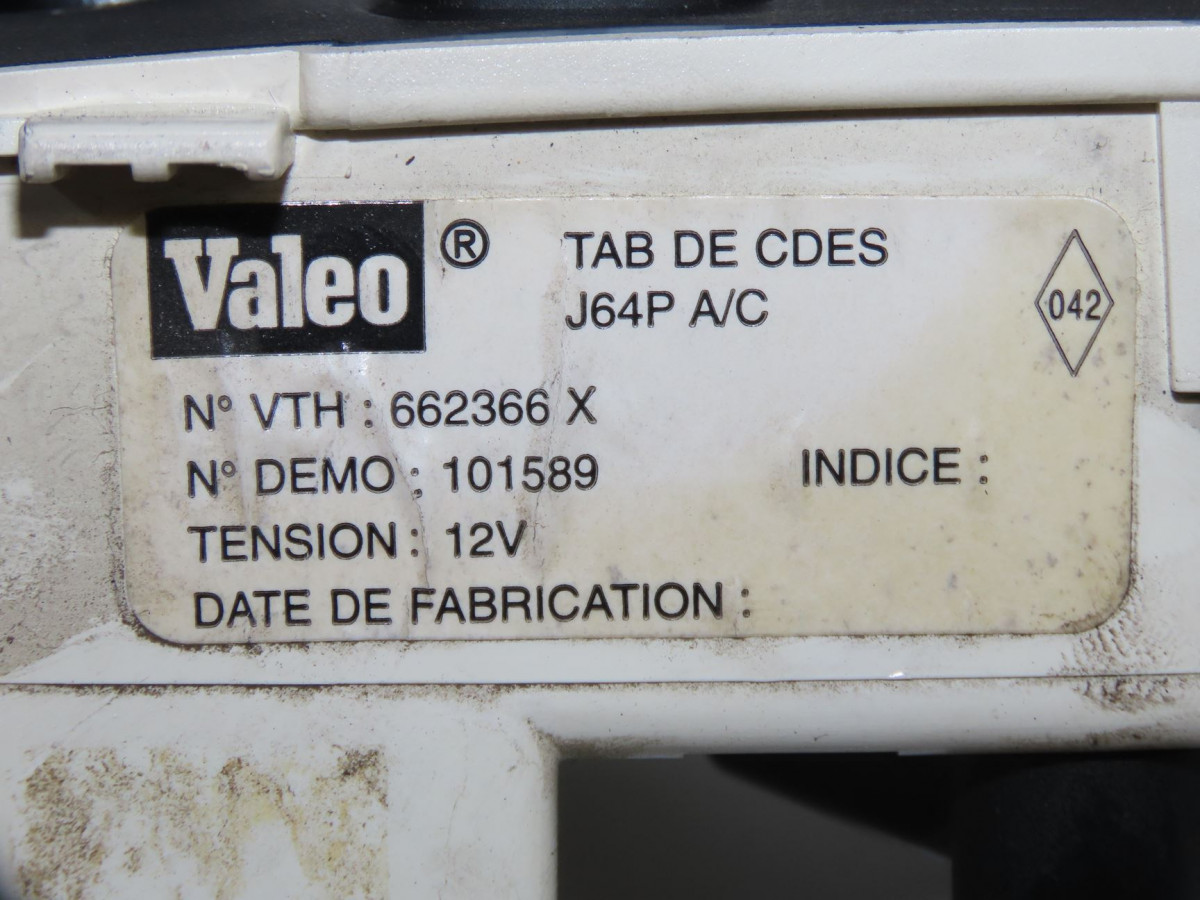 Valeo ®
TAB DE CDES
J64P A/C
042
N° VTH : 662366 X
N° DEMO : 101589 INDICE :
TENSION : 12V
DATE DE FABRICATION :